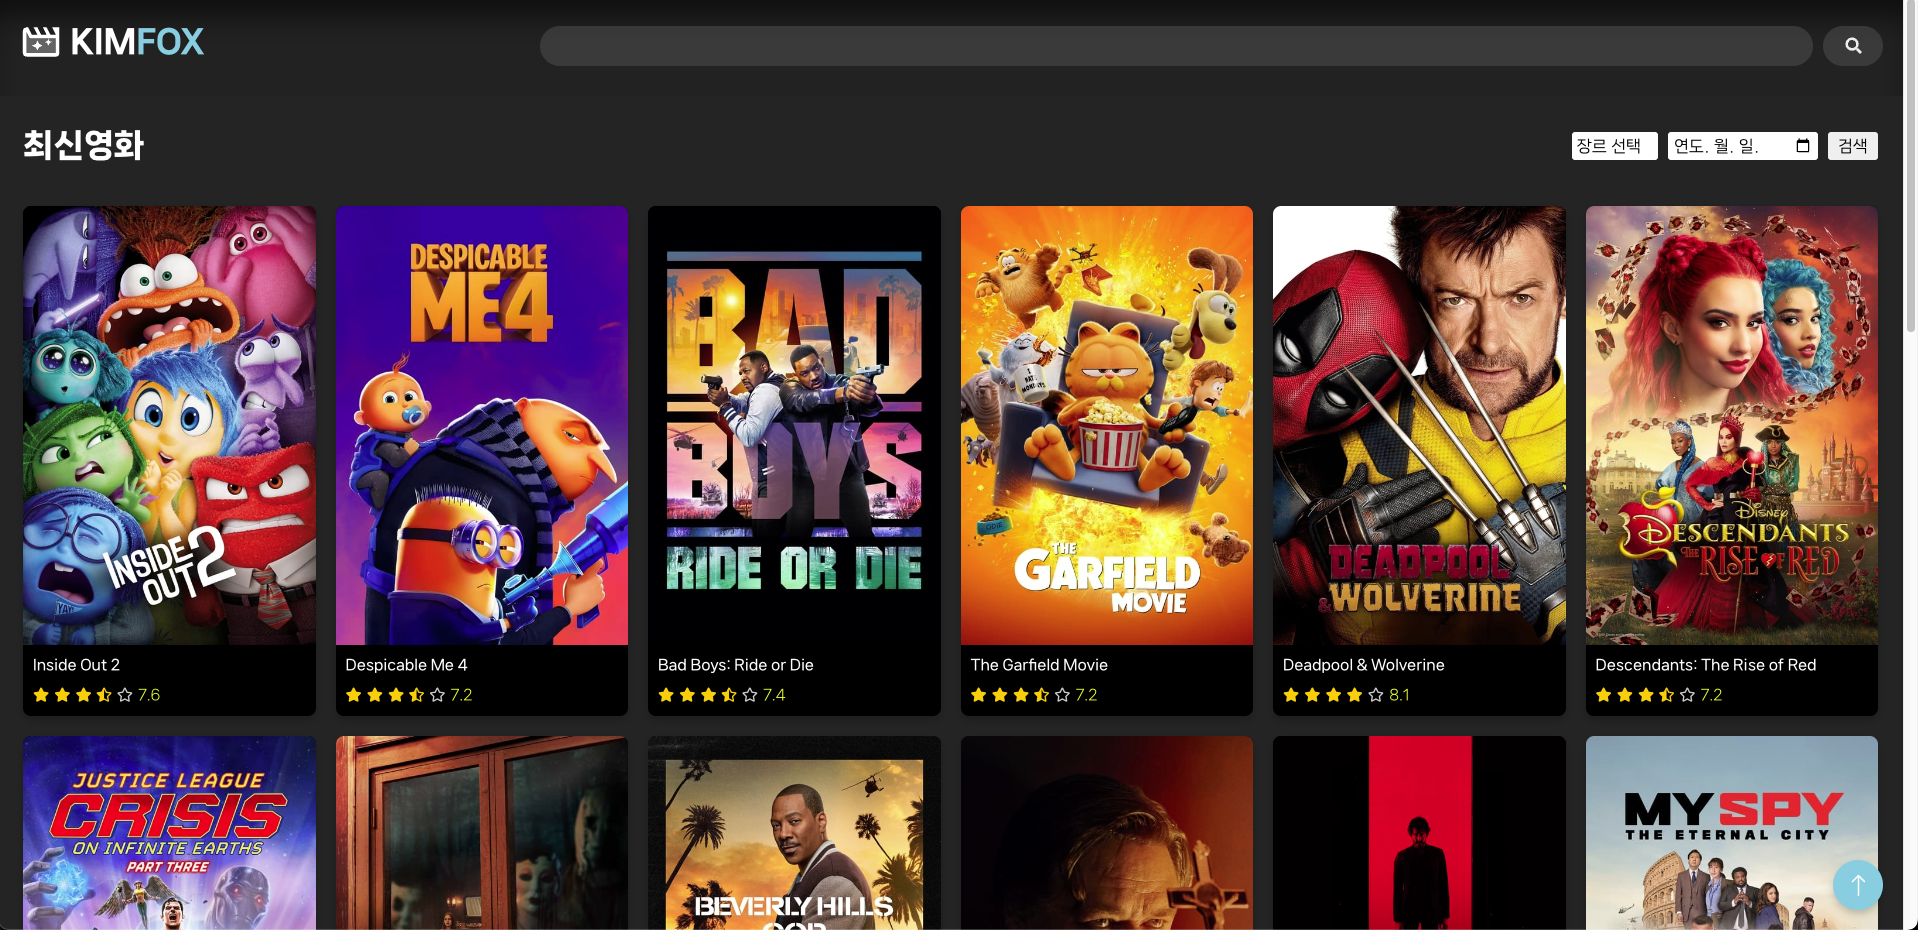 KIMFOX
최신영화
장르 선택
연도. 월. 일.
검색
INSIDE
OUT 2
DESPICABLE
ME 4
BAD
BOYS
RIDE OR DIE
THE
GARFIELD
MOVIE
DEADPOOL
& WOLVERINE
DISNEY
DESCENDANTS
THE RISE OF RED
Inside Out 2
7.6
Despicable Me 4
7.2
Bad Boys: Ride or Die
7.4
The Garfield Movie
7.2
Deadpool & Wolverine
8.1
Descendants: The Rise of Red
7.2
JUSTICE LEAGUE
CRISIS
ON INFINITE EARTHS
PART THREE
BEVERLY HILLS
COP
MY SPY
THE ETERNAL CITY